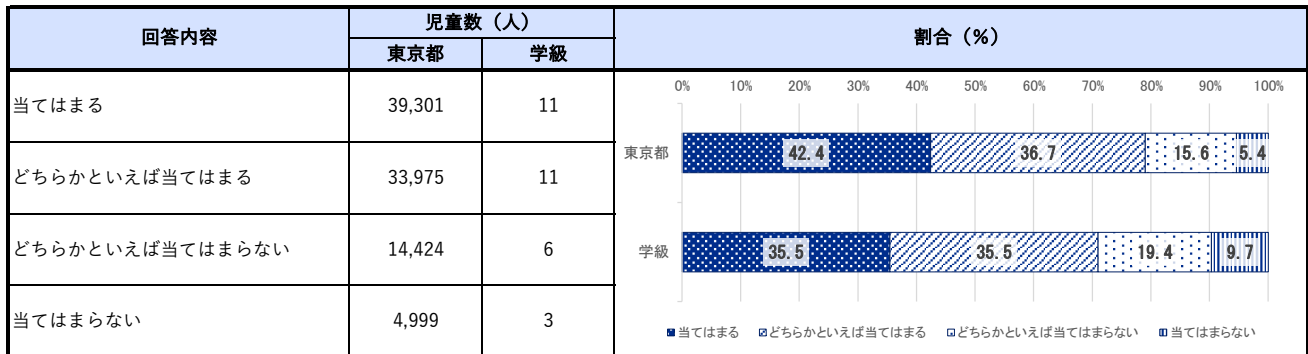 回答内容
児童数（人）
割合（％）
東京都
学級
当てはまる
39,301
11
どちらかといえば当てはまる
33,975
11
どちらかといえば当てはまらない
14,424
6
当てはまらない
4,999
3
0% 10% 20% 30% 40% 50% 60% 70% 80% 90% 100%
東京都
42.4
36.7
15.6
5.4
学級
35.5
35.5
19.4
9.7
当てはまる どちらかといえば当てはまる どちらかといえば当てはまらない 当てはまらない